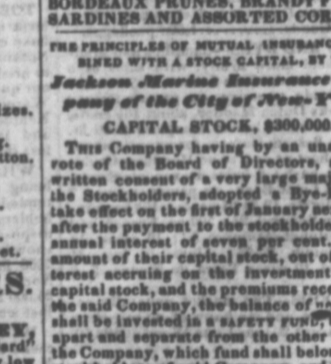 BORDEAUX PRUNES, BRANDY
SARDINES AND ASSORTED
THE PRINCIPLES OF MUTUAL
BINED WITH A STOCK CAPITAL, BY
Jackson Marine Insurance
pany of the City of New-Y
CAPITAL STOCK, $300,000
THIS Company having by an una
vote of the Board of Directors,
written consent of a very large maj
the Stockholders, adopted a Bye-
take effect on the first of January ne
after the payment to the stockholde
annual interest of seven per cent.
amount of their capital stock, out o
terest accruing on the investment
capital stock, and the premiums rece
the said Company, the balance of
shall be invested in a SAFETY FUND,
apart and separate from the other
the Company, which fund shall bel